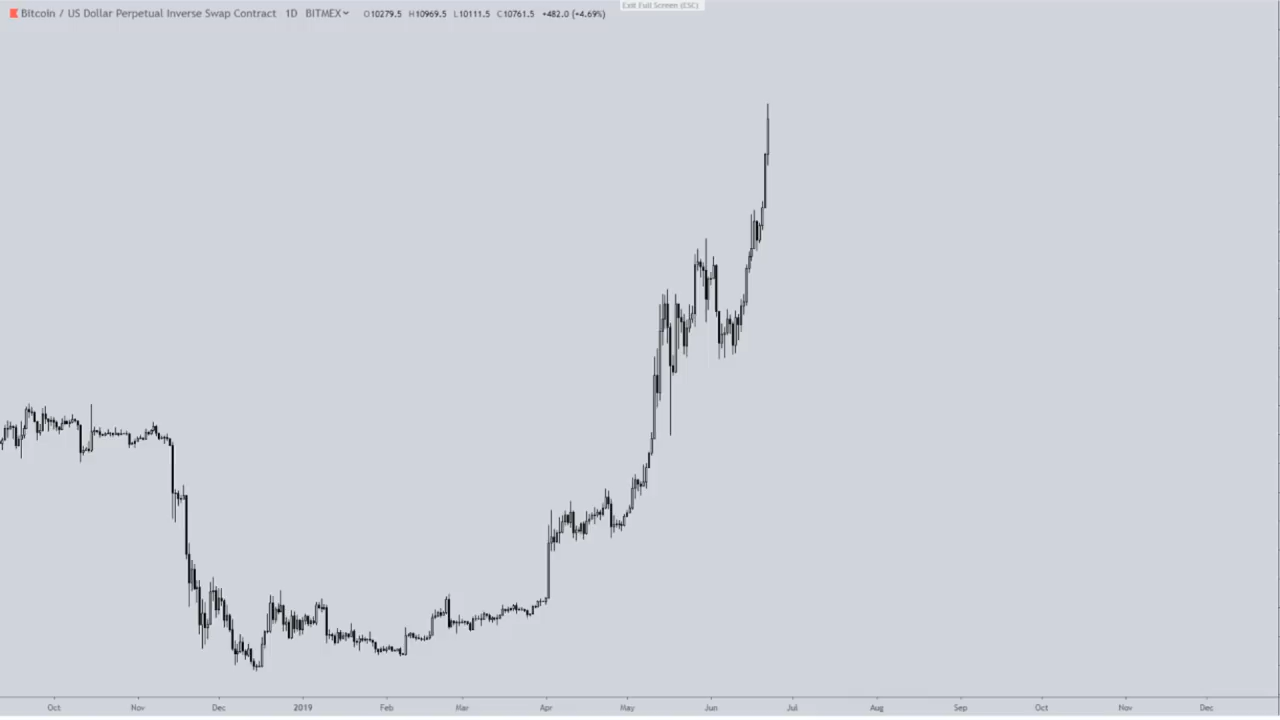 Exit Full Screen (ESC)
Bitcoin / US Dollar Perpetual Inverse Swap Contract 1D BITMEX O10279.5 H10969.5 L10111.5 C10761.5 +482.0 (+4.69%)
Oct Nov Dec 2019 Feb Mar Apr May Jun Jul Aug Sep Oct Nov Dec